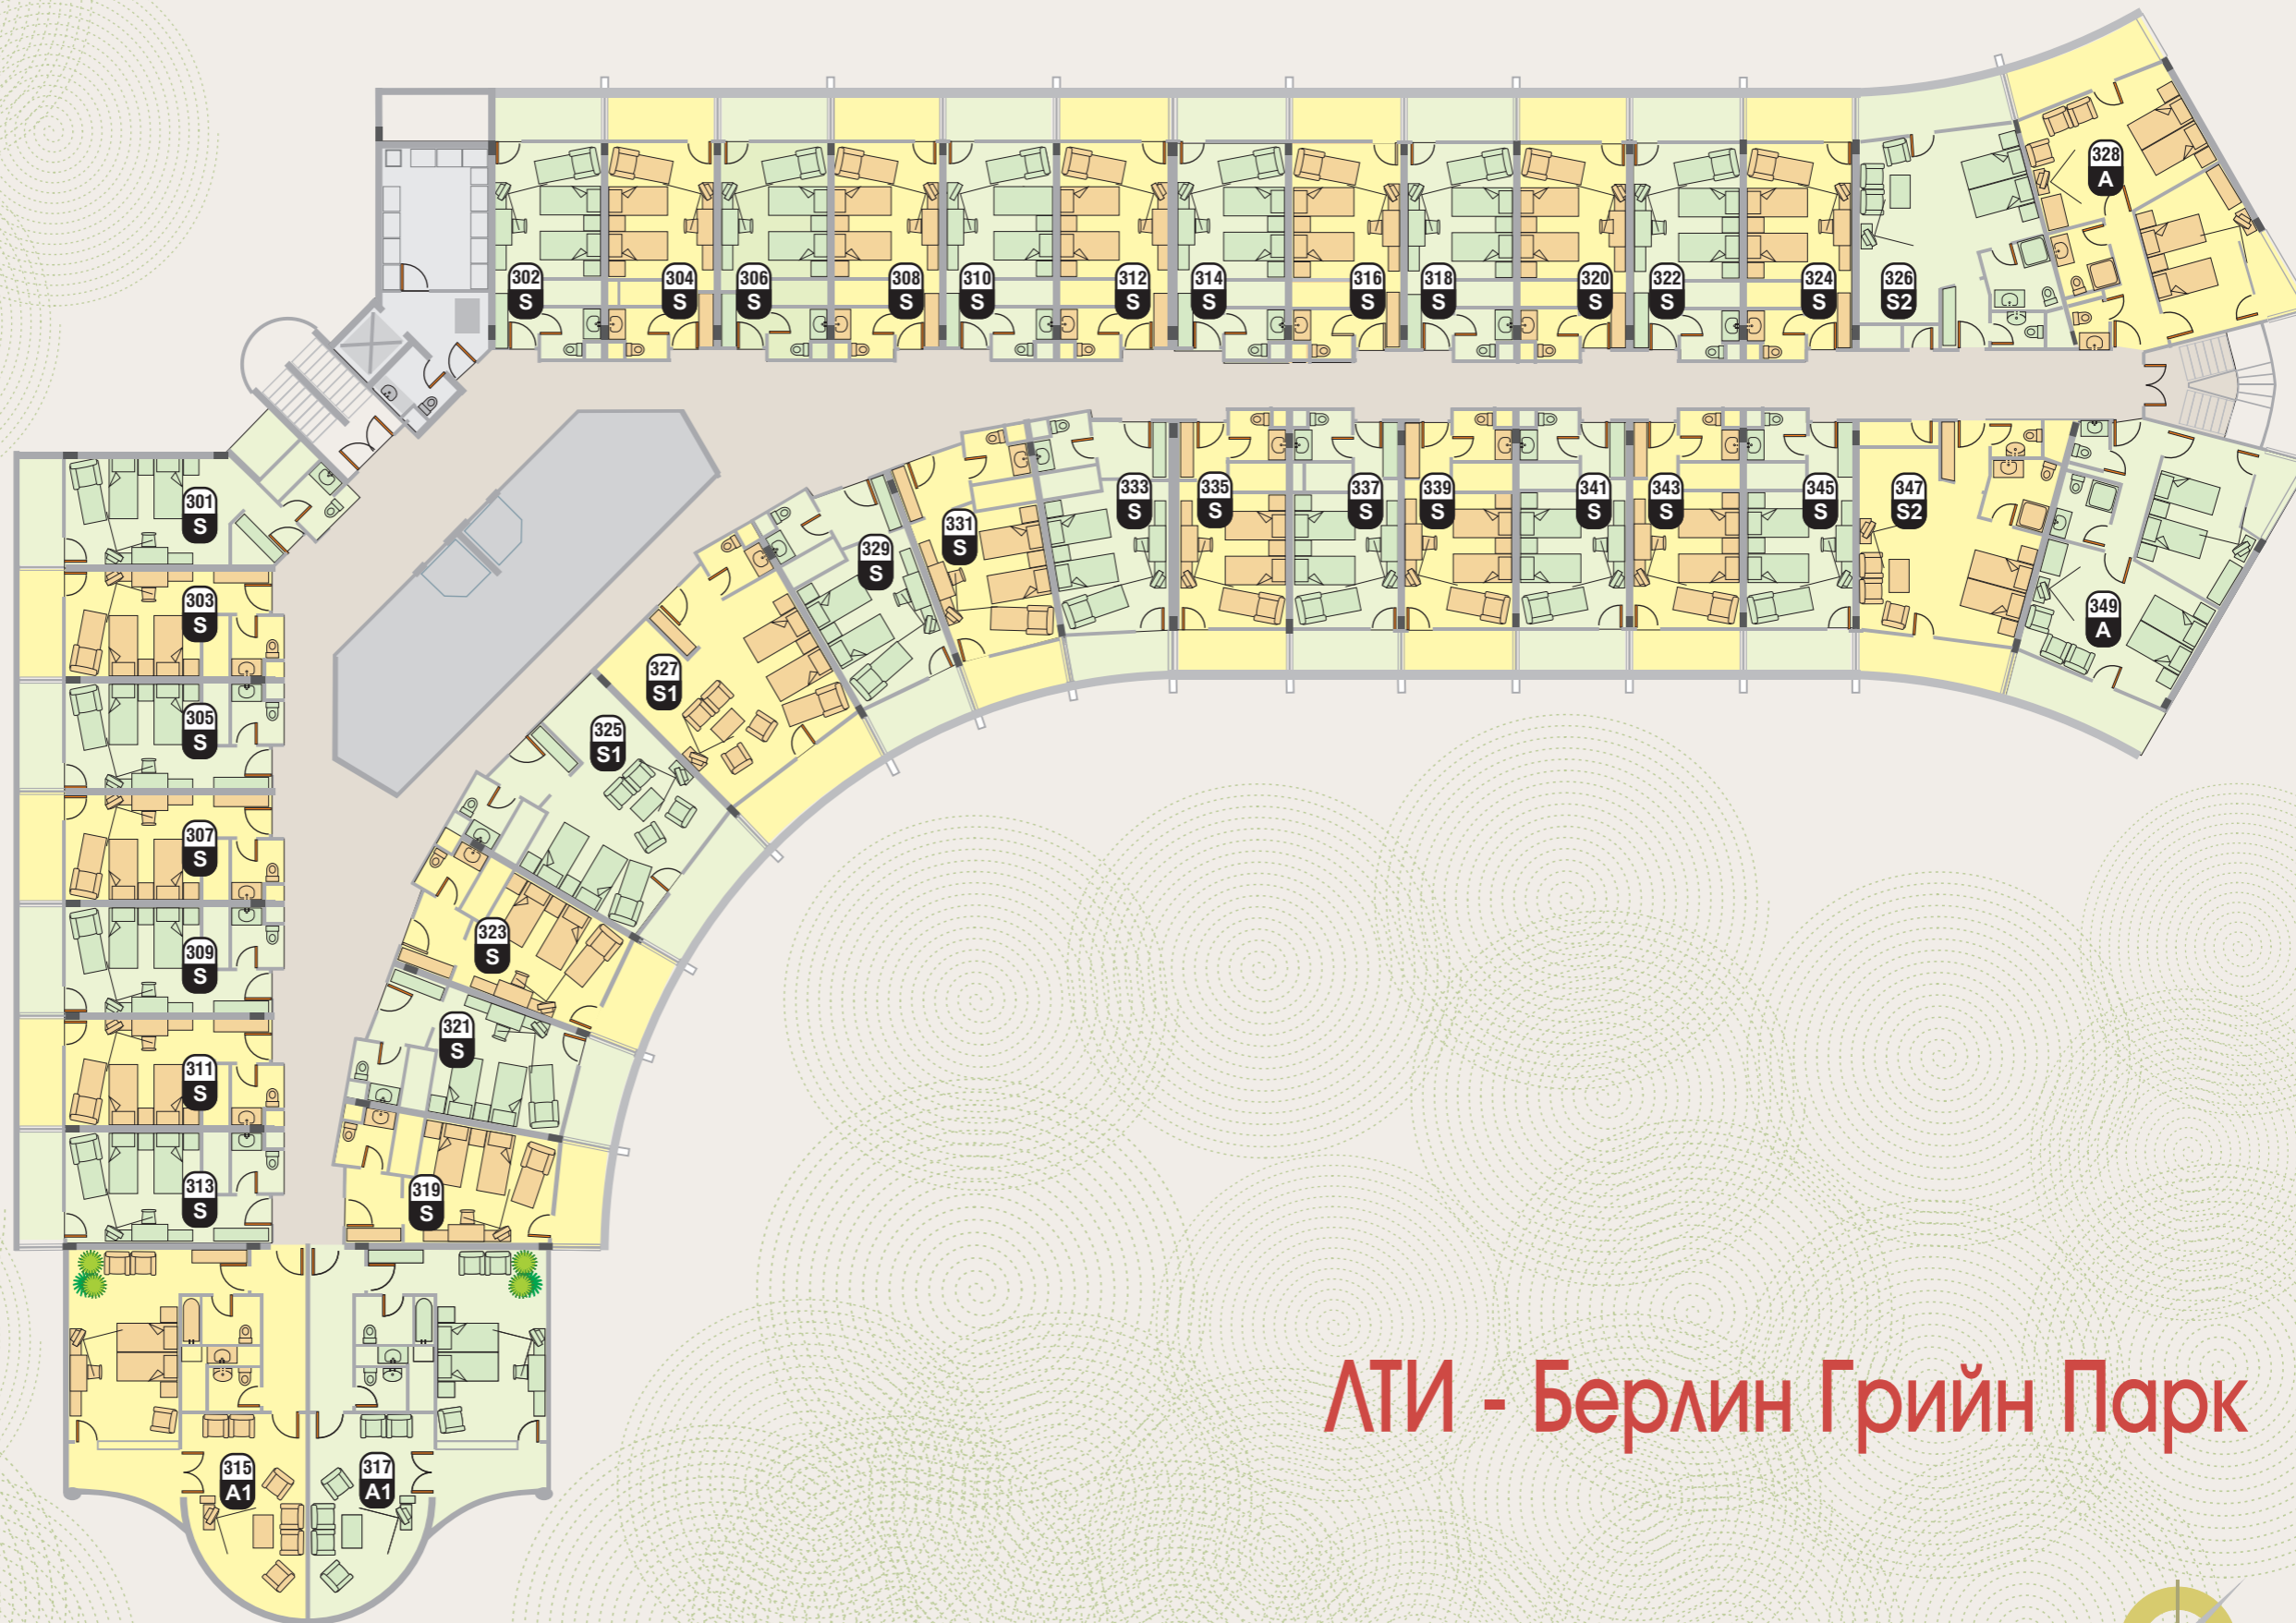 302
S
304
S
306
S
308
S
310
S
312
S
314
S
316
S
318
S
320
S
322
S
324
S
326
S2
328
A
301
S
303
S
305
S
307
S
309
S
311
S
313
S
315
A1
317
A1
319
S
321
S
323
S
325
S1
327
S1
329
S
331
S
333
S
335
S
337
S
339
S
341
S
343
S
345
S
347
S2
349
A
ЛТИ - Берлин Грийн Парк